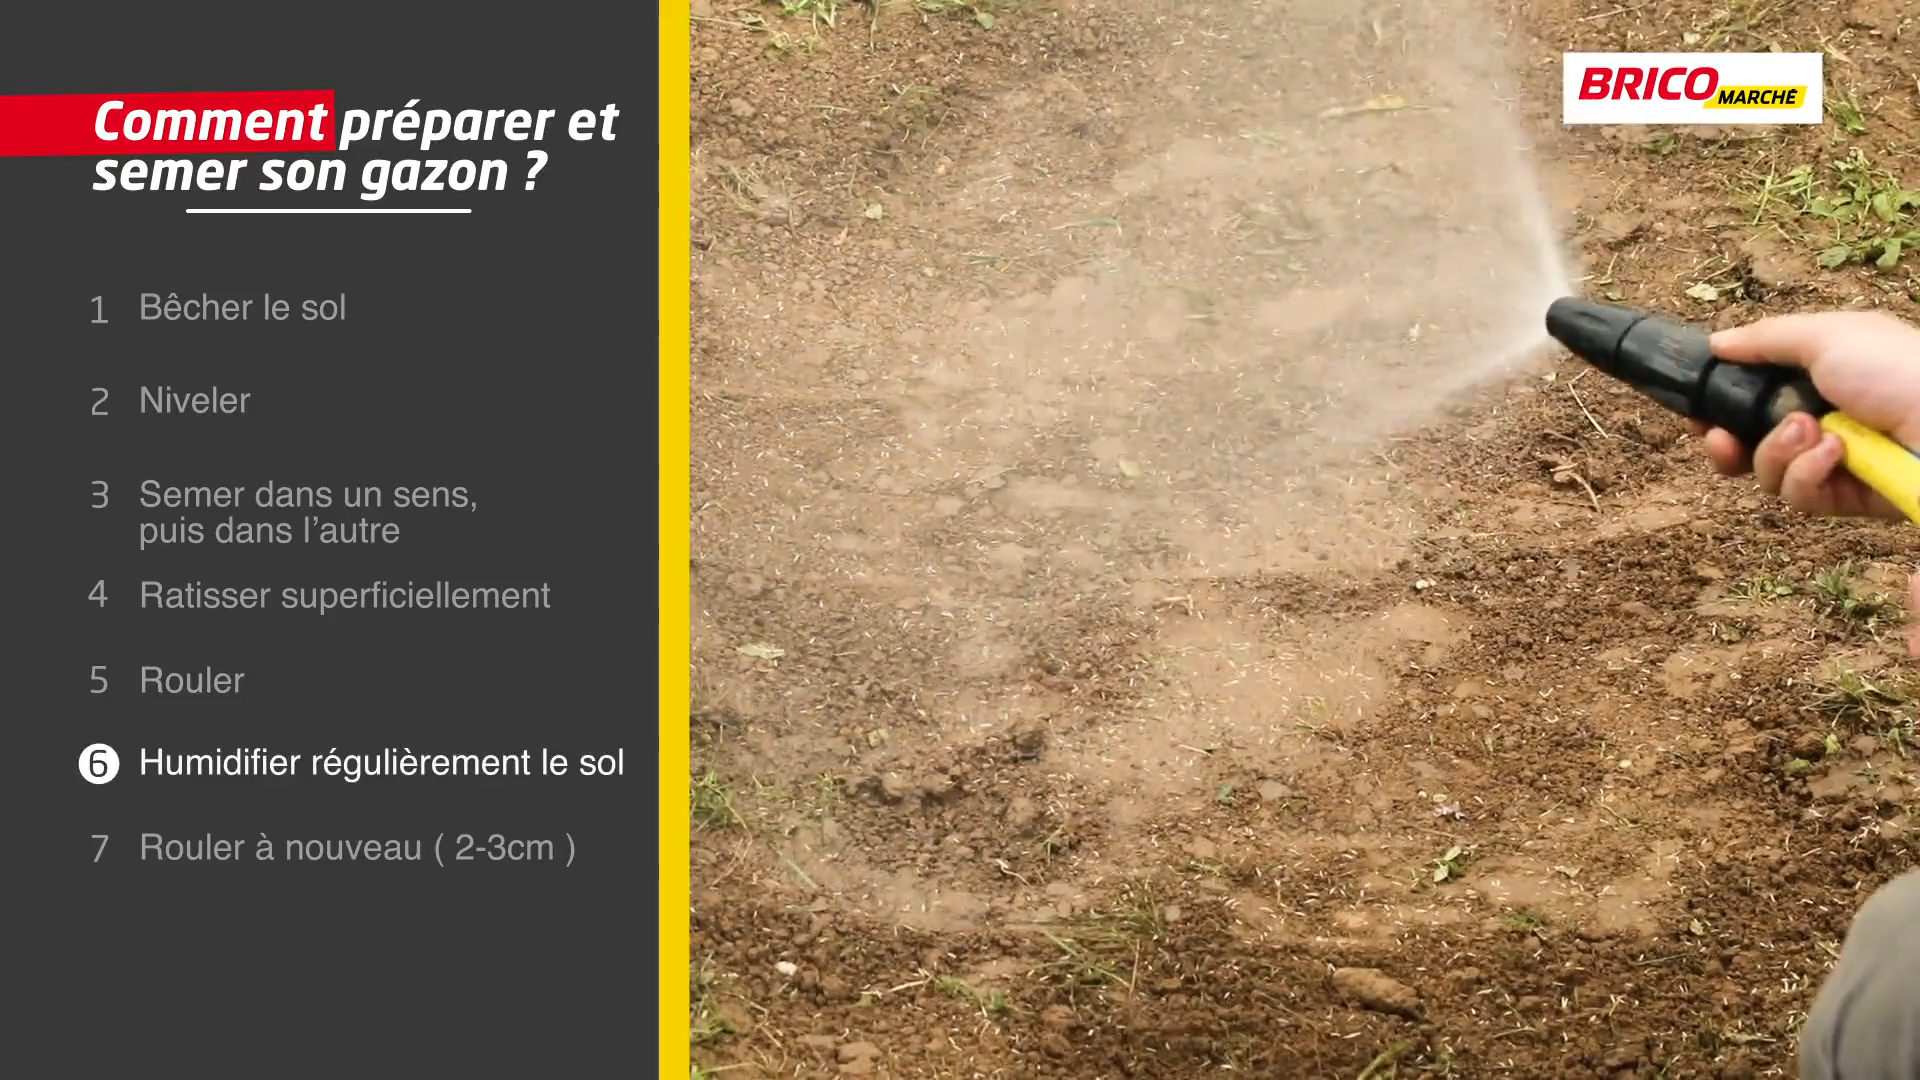 Comment préparer et
semer son gazon ?
1 Bêcher le sol
2 Niveler
3 Semer dans un sens,
puis dans l’autre
4 Ratisser superficiellement
5 Rouler
6 Humidifier régulièrement le sol
7 Rouler à nouveau ( 2-3cm )
BRICO
MARCHÉ